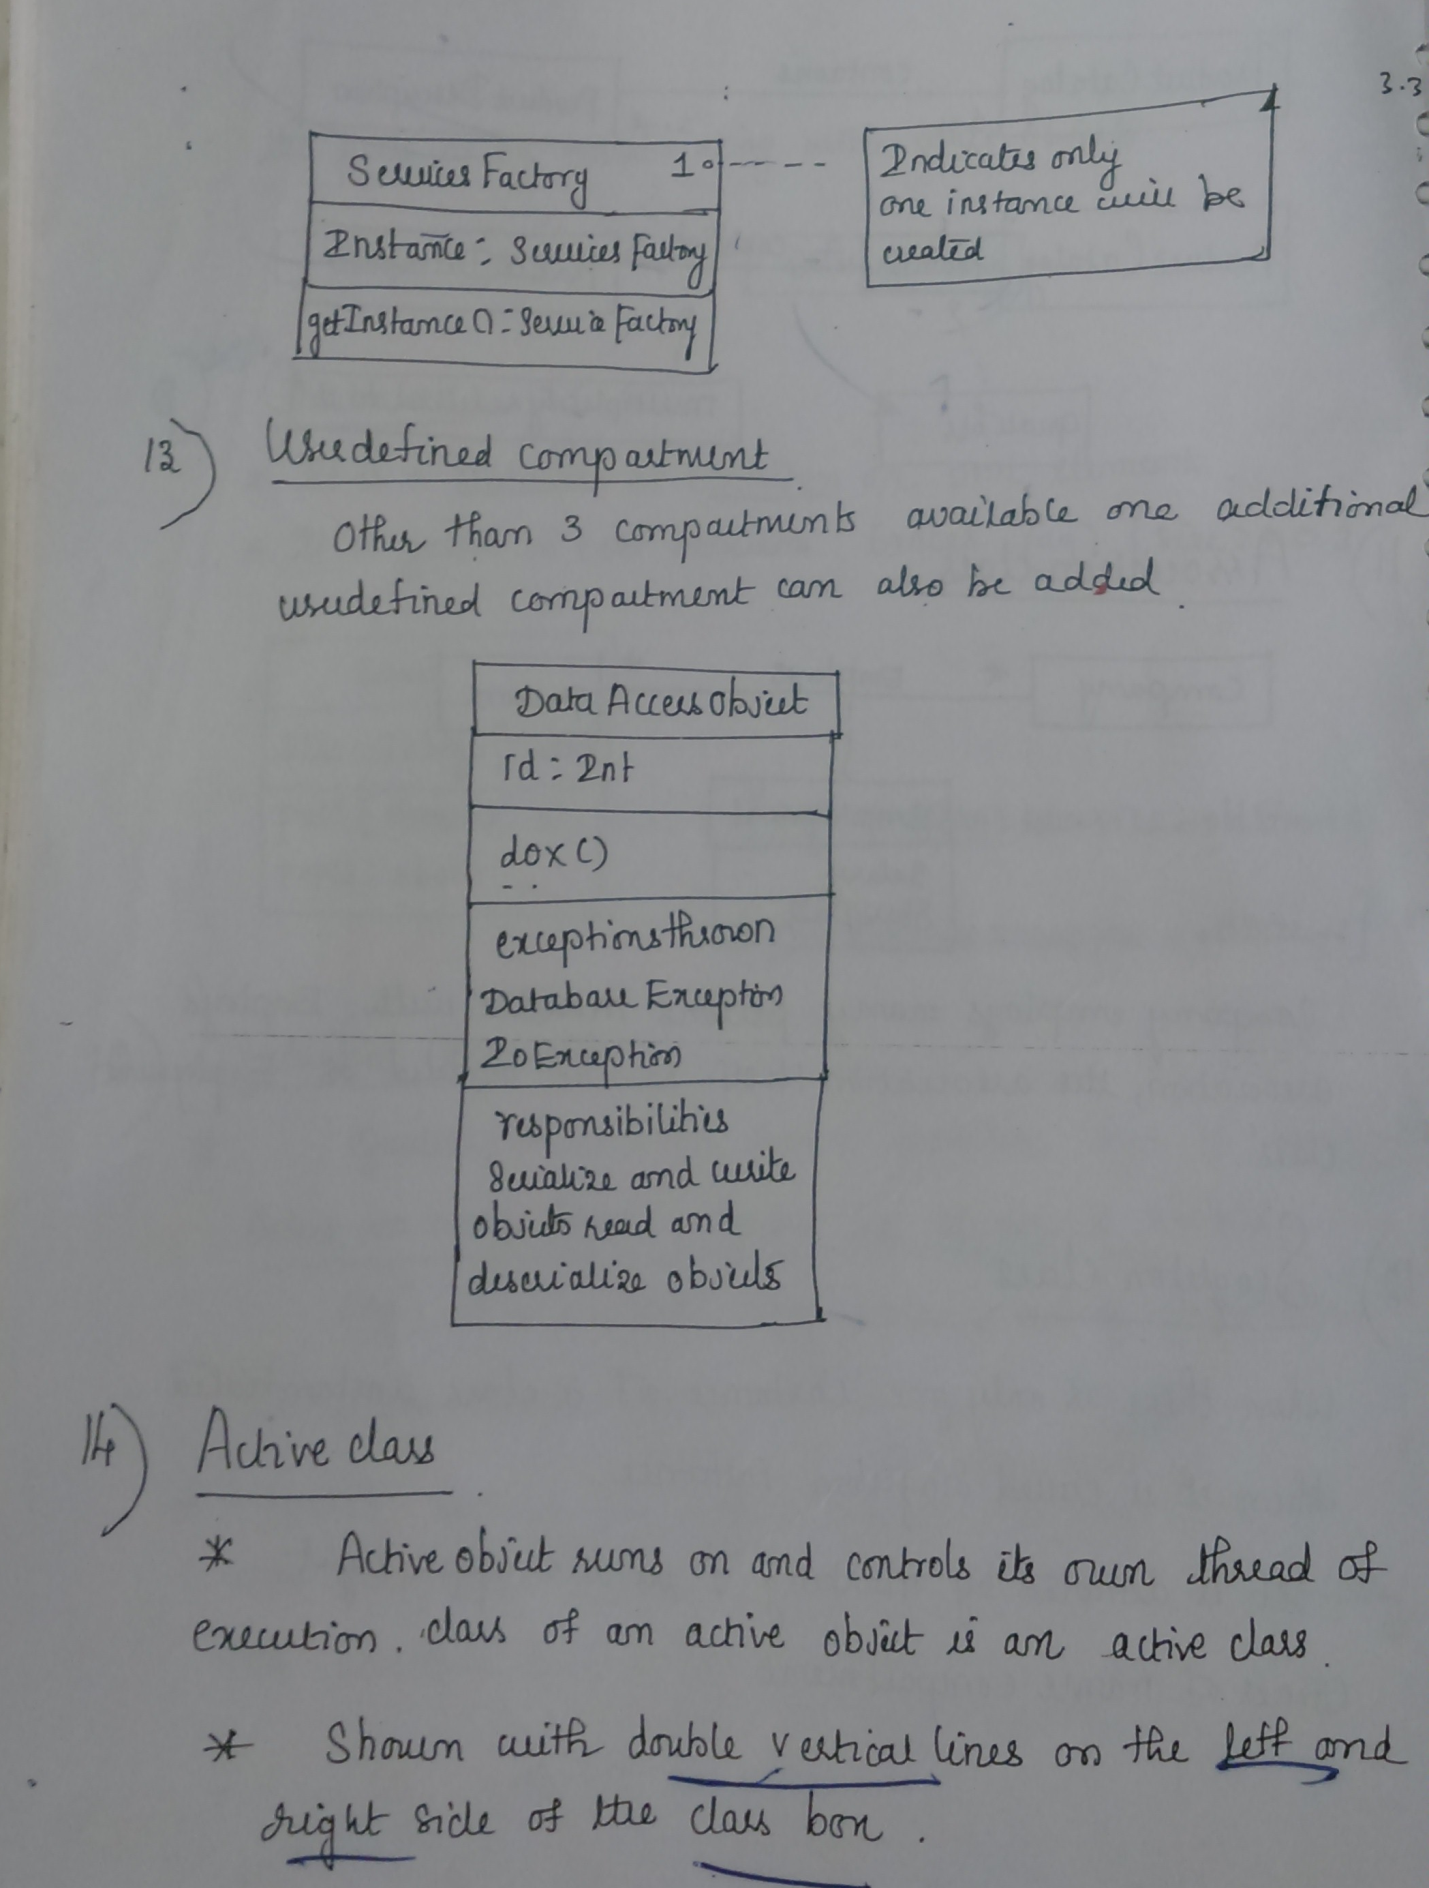 3.3
Services Factory 1
Indicates only
one instance will be
created
Instance : Services Factory
getInstance () : Service Factory
13) Userdefined compartment
Other than 3 compartments available one additional
userdefined compartment can also be added.
Data Access Object
Id : Int
dox ()
exceptions thrown
Database Exception
Io Exception
responsibilities
Serialize and write
objects read and
deserialize objects
14) Active class
* Active object runs on and controls its own thread of
execution. class of an active object is an active class.
* Shown with double vertical lines on the left and
right side of the class box.